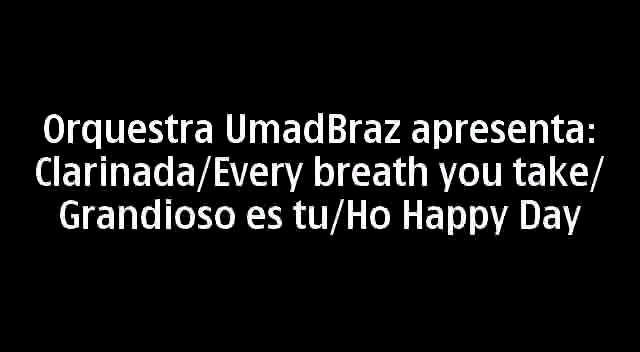 Orquestra UmadBraz apresenta:
Clarinada/Every breath you take/
Grandioso es tu/Ho Happy Day